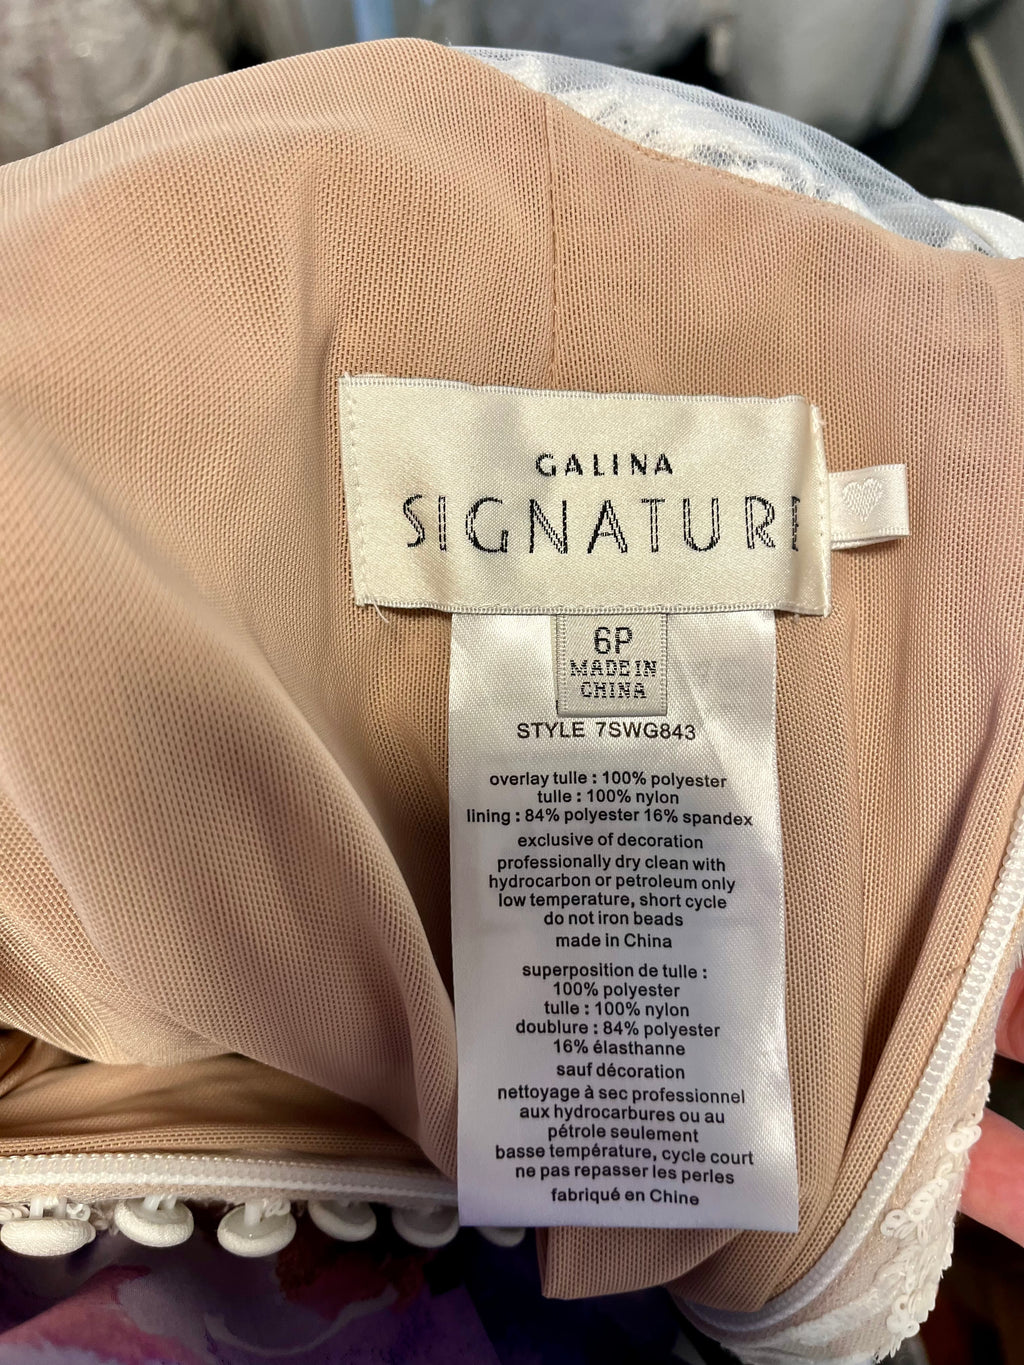 GALINA
SIGNATURE
6P
MADE IN
CHINA
STYLE 7SWG843
overlay tulle : 100% polyester
tulle : 100% nylon
lining : 84% polyester 16% spandex
exclusive of decoration
professionally dry clean with
hydrocarbon or petroleum only
low temperature, short cycle
do not iron beads
made in China
superposition de tulle :
100% polyester
tulle : 100% nylon
doublure : 84% polyester
16% élasthanne
sauf décoration
nettoyage à sec professionnel
aux hydrocarbures ou au
pétrole seulement
basse température, cycle court
ne pas repasser les perles
fabriqué en Chine